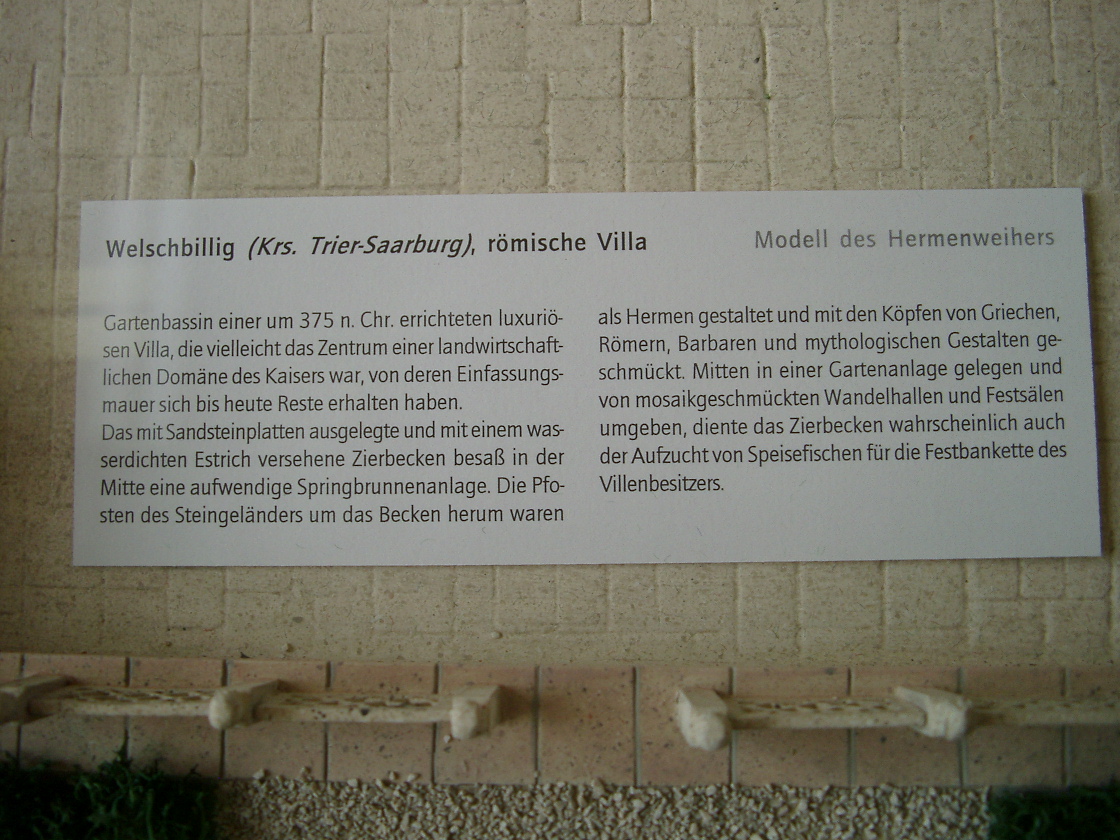 Welschbillig (Krs. Trier-Saarburg), römische Villa
Modell des Hermenweihers
Gartenbassin einer um 375 n. Chr. errichteten luxuriö-
sen Villa, die vielleicht das Zentrum einer landwirtschaft-
lichen Domäne des Kaisers war, von deren Einfassungs-
mauer sich bis heute Reste erhalten haben.
Das mit Sandsteinplatten ausgelegte und mit einem was-
serdichten Estrich versehene Zierbecken besaß in der
Mitte eine aufwendige Springbrunnenanlage. Die Pfo-
sten des Steingeländers um das Becken herum waren
als Hermen gestaltet und mit den Köpfen von Griechen,
Römern, Barbaren und mythologischen Gestalten ge-
schmückt. Mitten in einer Gartenanlage gelegen und
von mosaikgeschmückten Wandelhallen und Festsälen
umgeben, diente das Zierbecken wahrscheinlich auch
der Aufzucht von Speisefischen für die Festbankette des
Villenbesitzers.